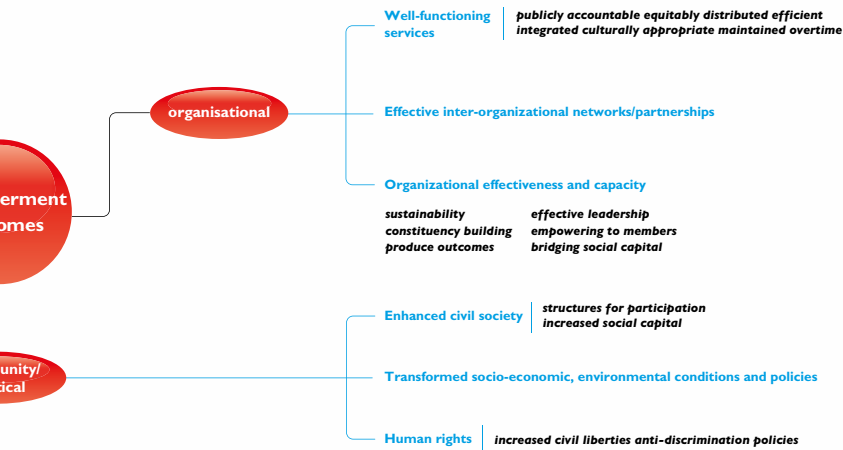 Well-functioning
services
publicly accountable equitably distributed efficient
integrated culturally appropriate maintained overtime
organisational
Effective inter-organizational networks/partnerships
Organizational effectiveness and capacity
erment
omes
sustainability
effective leadership
constituency building
empowering to members
produce outcomes
bridging social capital
Enhanced civil society
structures for participation
increased social capital
unity/
tical
Transformed socio-economic, environmental conditions and policies
Human rights
increased civil liberties anti-discrimination policies